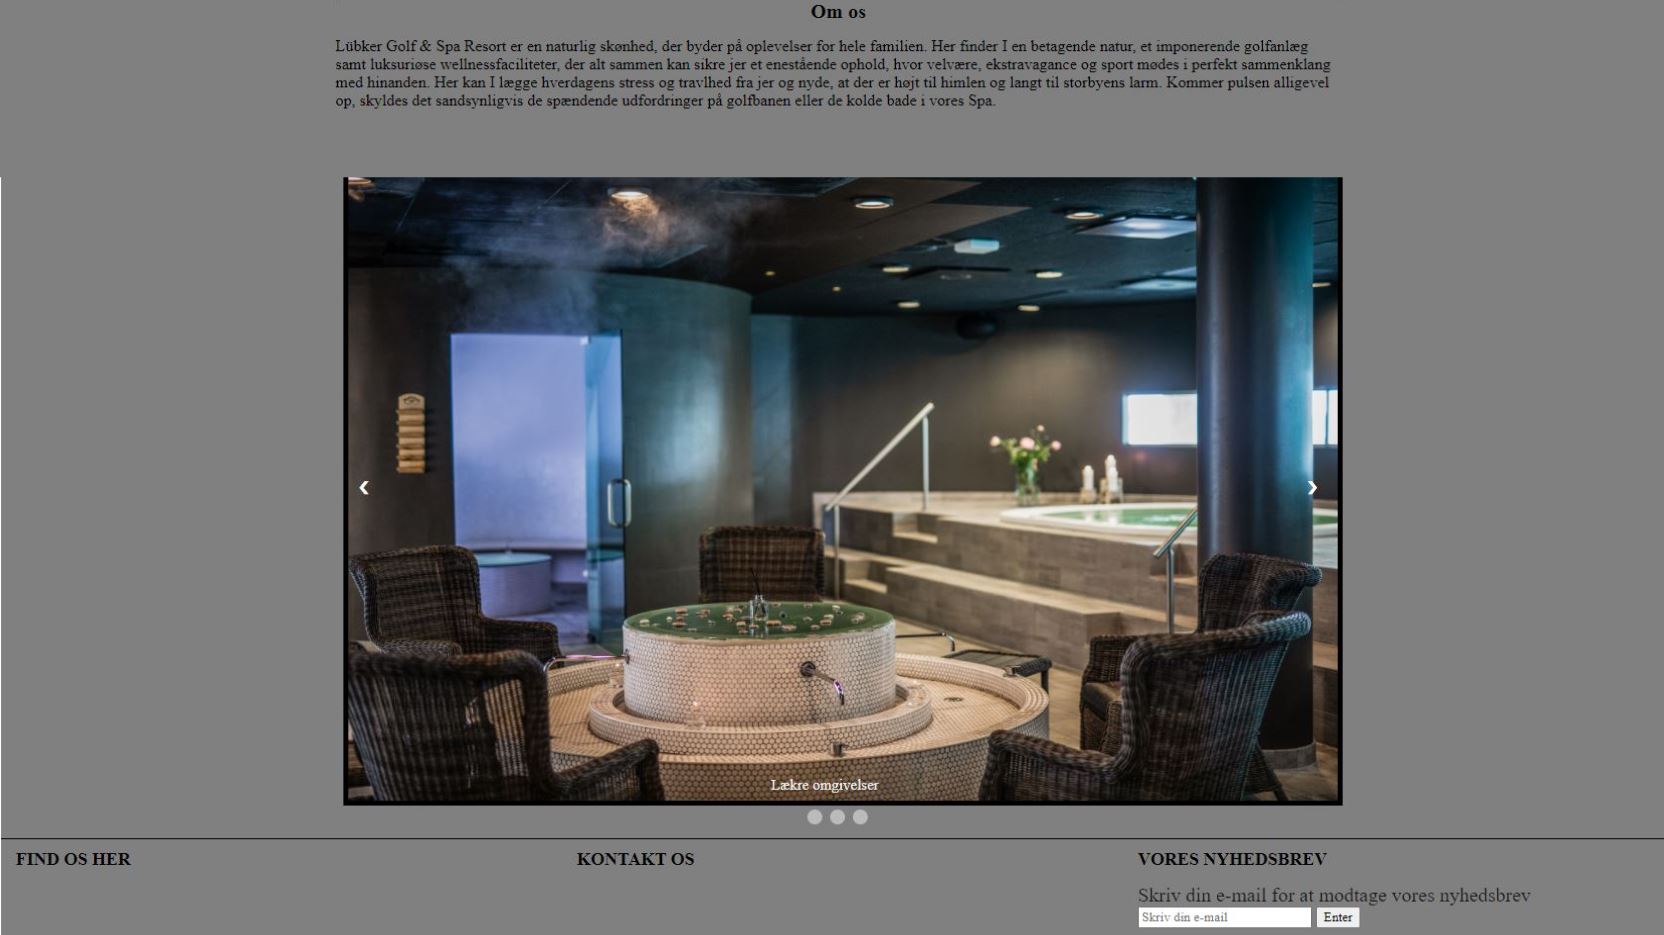 Om os
Lübker Golf & Spa Resort er en naturlig skønhed, der byder på oplevelser for hele familien. Her finder I en betagende natur, et imponerende golfanlæg
samt luksuriøse wellnessfaciliteter, der alt sammen kan sikre jer et enestående ophold, hvor velvære, ekstravagance og sport mødes i perfekt sammenklang
med hinanden. Her kan I lægge hverdagens stress og travlhed fra jer og nyde, at der er højt til himlen og langt til storbyens larm. Kommer pulsen alligevel
op, skyldes det sandsynligvis de spændende udfordringer på golfbanen eller de kolde bade i vores Spa.
Lækre omgivelser
FIND OS HER
KONTAKT OS
VORES NYHEDSBREV
Skriv din e-mail for at modtage vores nyhedsbrev
Skriv din e-mail Enter